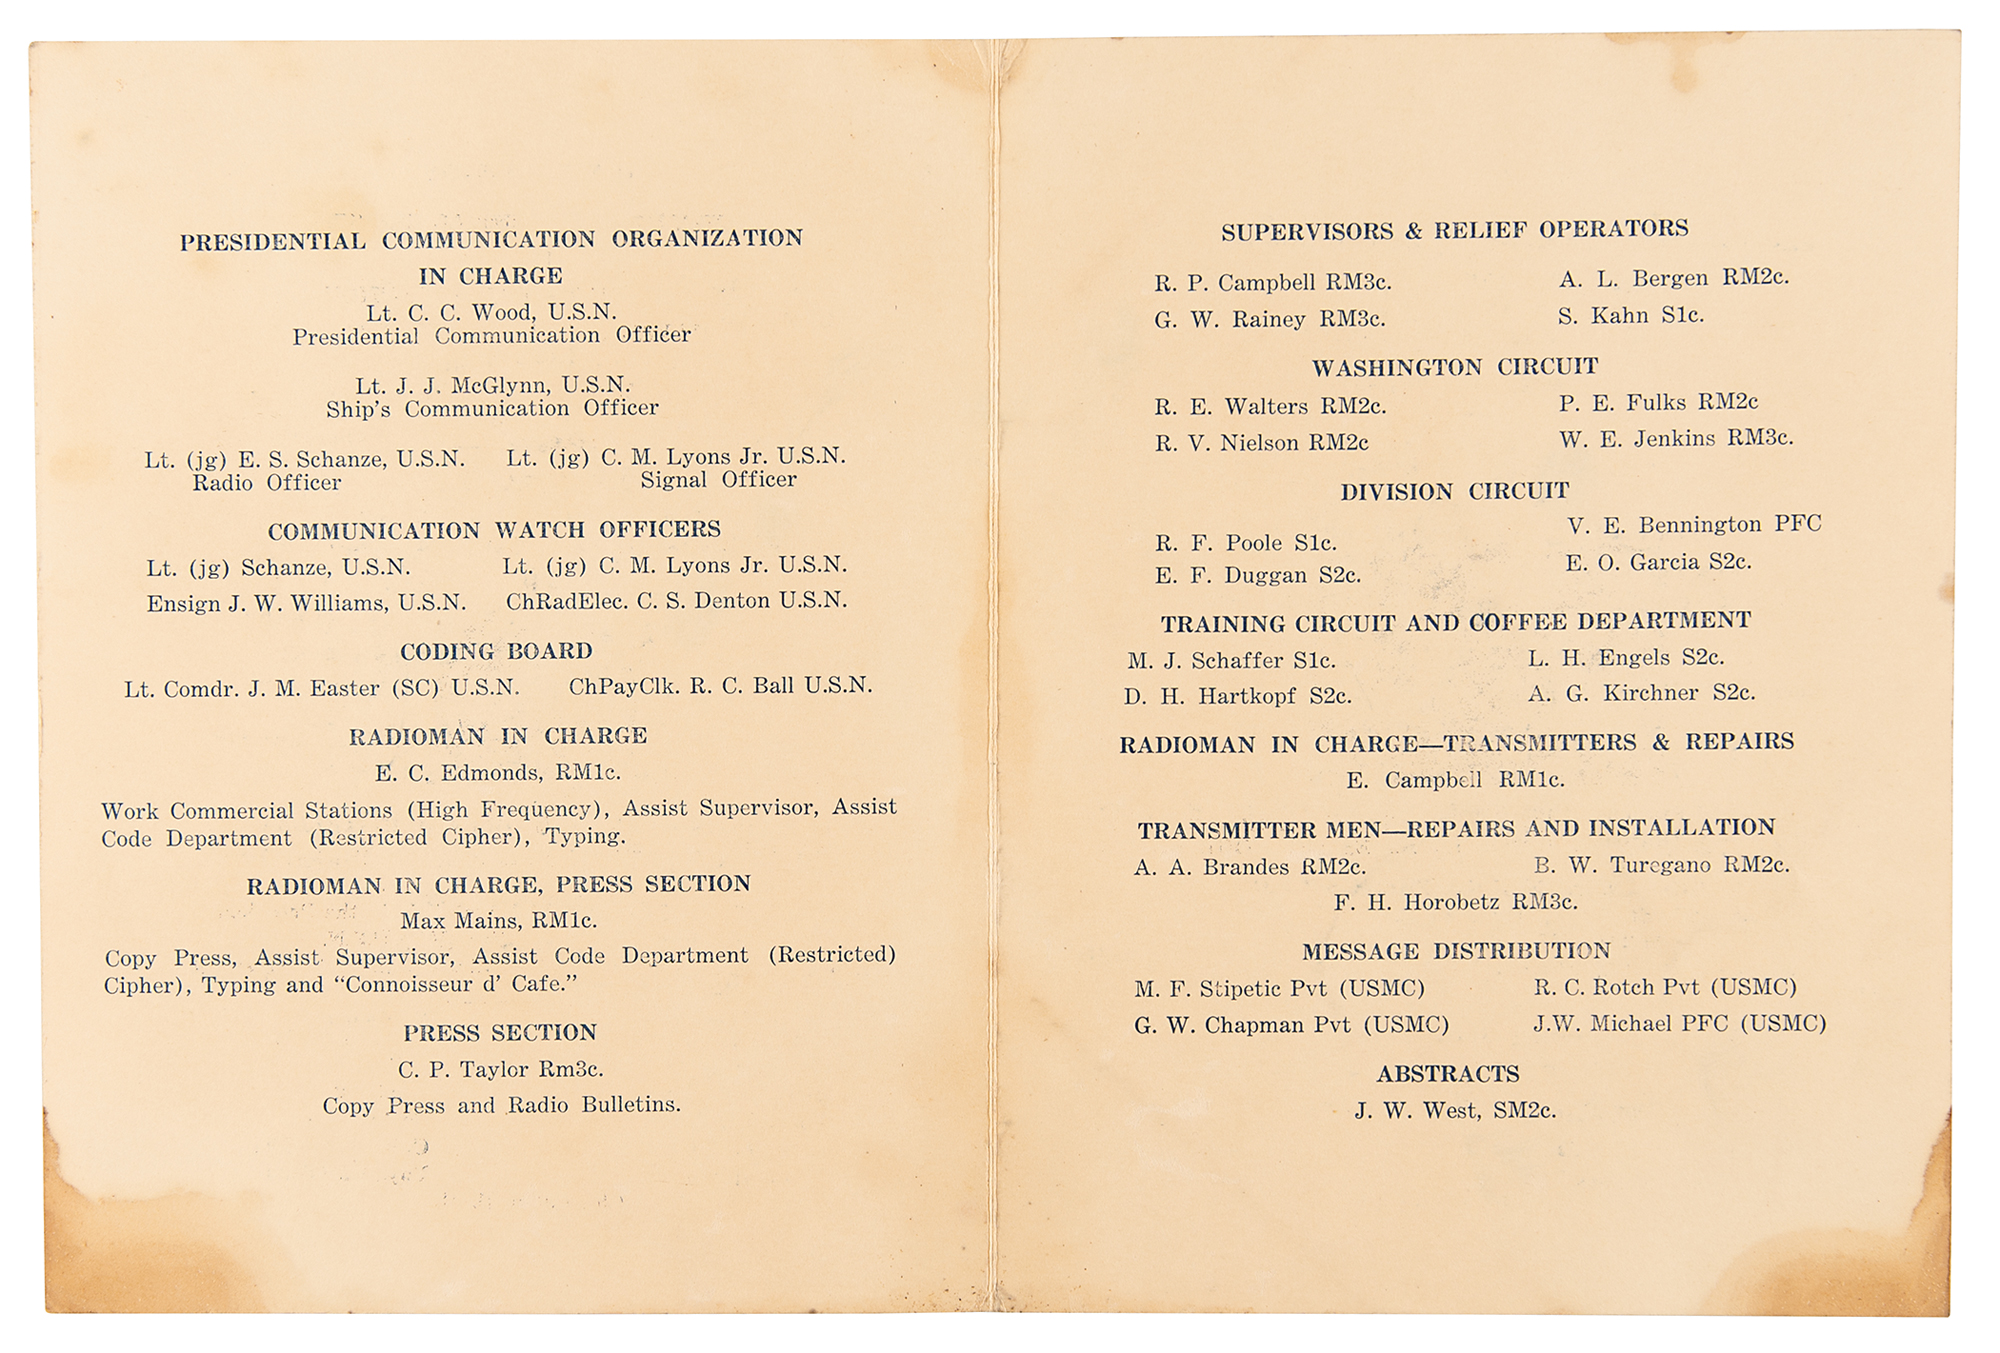 PRESIDENTIAL COMMUNICATION ORGANIZATION
IN CHARGE
Lt. C. C. Wood, U.S.N.
Presidential Communication Officer
Lt. J. J. McGlynn, U.S.N.
Ship's Communication Officer
Lt. (jg) E. S. Schanze, U.S.N. Lt. (jg) C. M. Lyons Jr. U.S.N.
Radio Officer Signal Officer
COMMUNICATION WATCH OFFICERS
Lt. (jg) Schanze, U.S.N. Lt. (jg) C. M. Lyons Jr. U.S.N.
Ensign J. W. Williams, U.S.N. ChRadElec. C. S. Denton U.S.N.
CODING BOARD
Lt. Comdr. J. M. Easter (SC) U.S.N. ChPayClk. R. C. Ball U.S.N.
RADIOMAN IN CHARGE
E. C. Edmonds, RM1c.
Work Commercial Stations (High Frequency), Assist Supervisor, Assist
Code Department (Restricted Cipher), Typing.
RADIOMAN IN CHARGE, PRESS SECTION
Max Mains, RM1c.
Copy Press, Assist Supervisor, Assist Code Department (Restricted)
Cipher), Typing and "Connoisseur d' Cafe."
PRESS SECTION
C. P. Taylor Rm3c.
Copy Press and Radio Bulletins.
SUPERVISORS & RELIEF OPERATORS
R. P. Campbell RM3c. A. L. Bergen RM2c.
G. W. Rainey RM3c. S. Kahn S1c.
WASHINGTON CIRCUIT
R. E. Walters RM2c. P. E. Fulks RM2c
R. V. Nielson RM2c W. E. Jenkins RM3c.
DIVISION CIRCUIT
V. E. Bennington PFC
R. F. Poole S1c.
E. O. Garcia S2c.
E. F. Duggan S2c.
TRAINING CIRCUIT AND COFFEE DEPARTMENT
M. J. Schaffer S1c. L. H. Engels S2c.
D. H. Hartkopf S2c. A. G. Kirchner S2c.
RADIOMAN IN CHARGE—TRANSMITTERS & REPAIRS
E. Campbell RM1c.
TRANSMITTER MEN—REPAIRS AND INSTALLATION
A. A. Brandes RM2c. B. W. Turegano RM2c.
F. H. Horobetz RM3c.
MESSAGE DISTRIBUTION
M. F. Stipetic Pvt (USMC) R. C. Rotch Pvt (USMC)
G. W. Chapman Pvt (USMC) J.W. Michael PFC (USMC)
ABSTRACTS
J. W. West, SM2c.